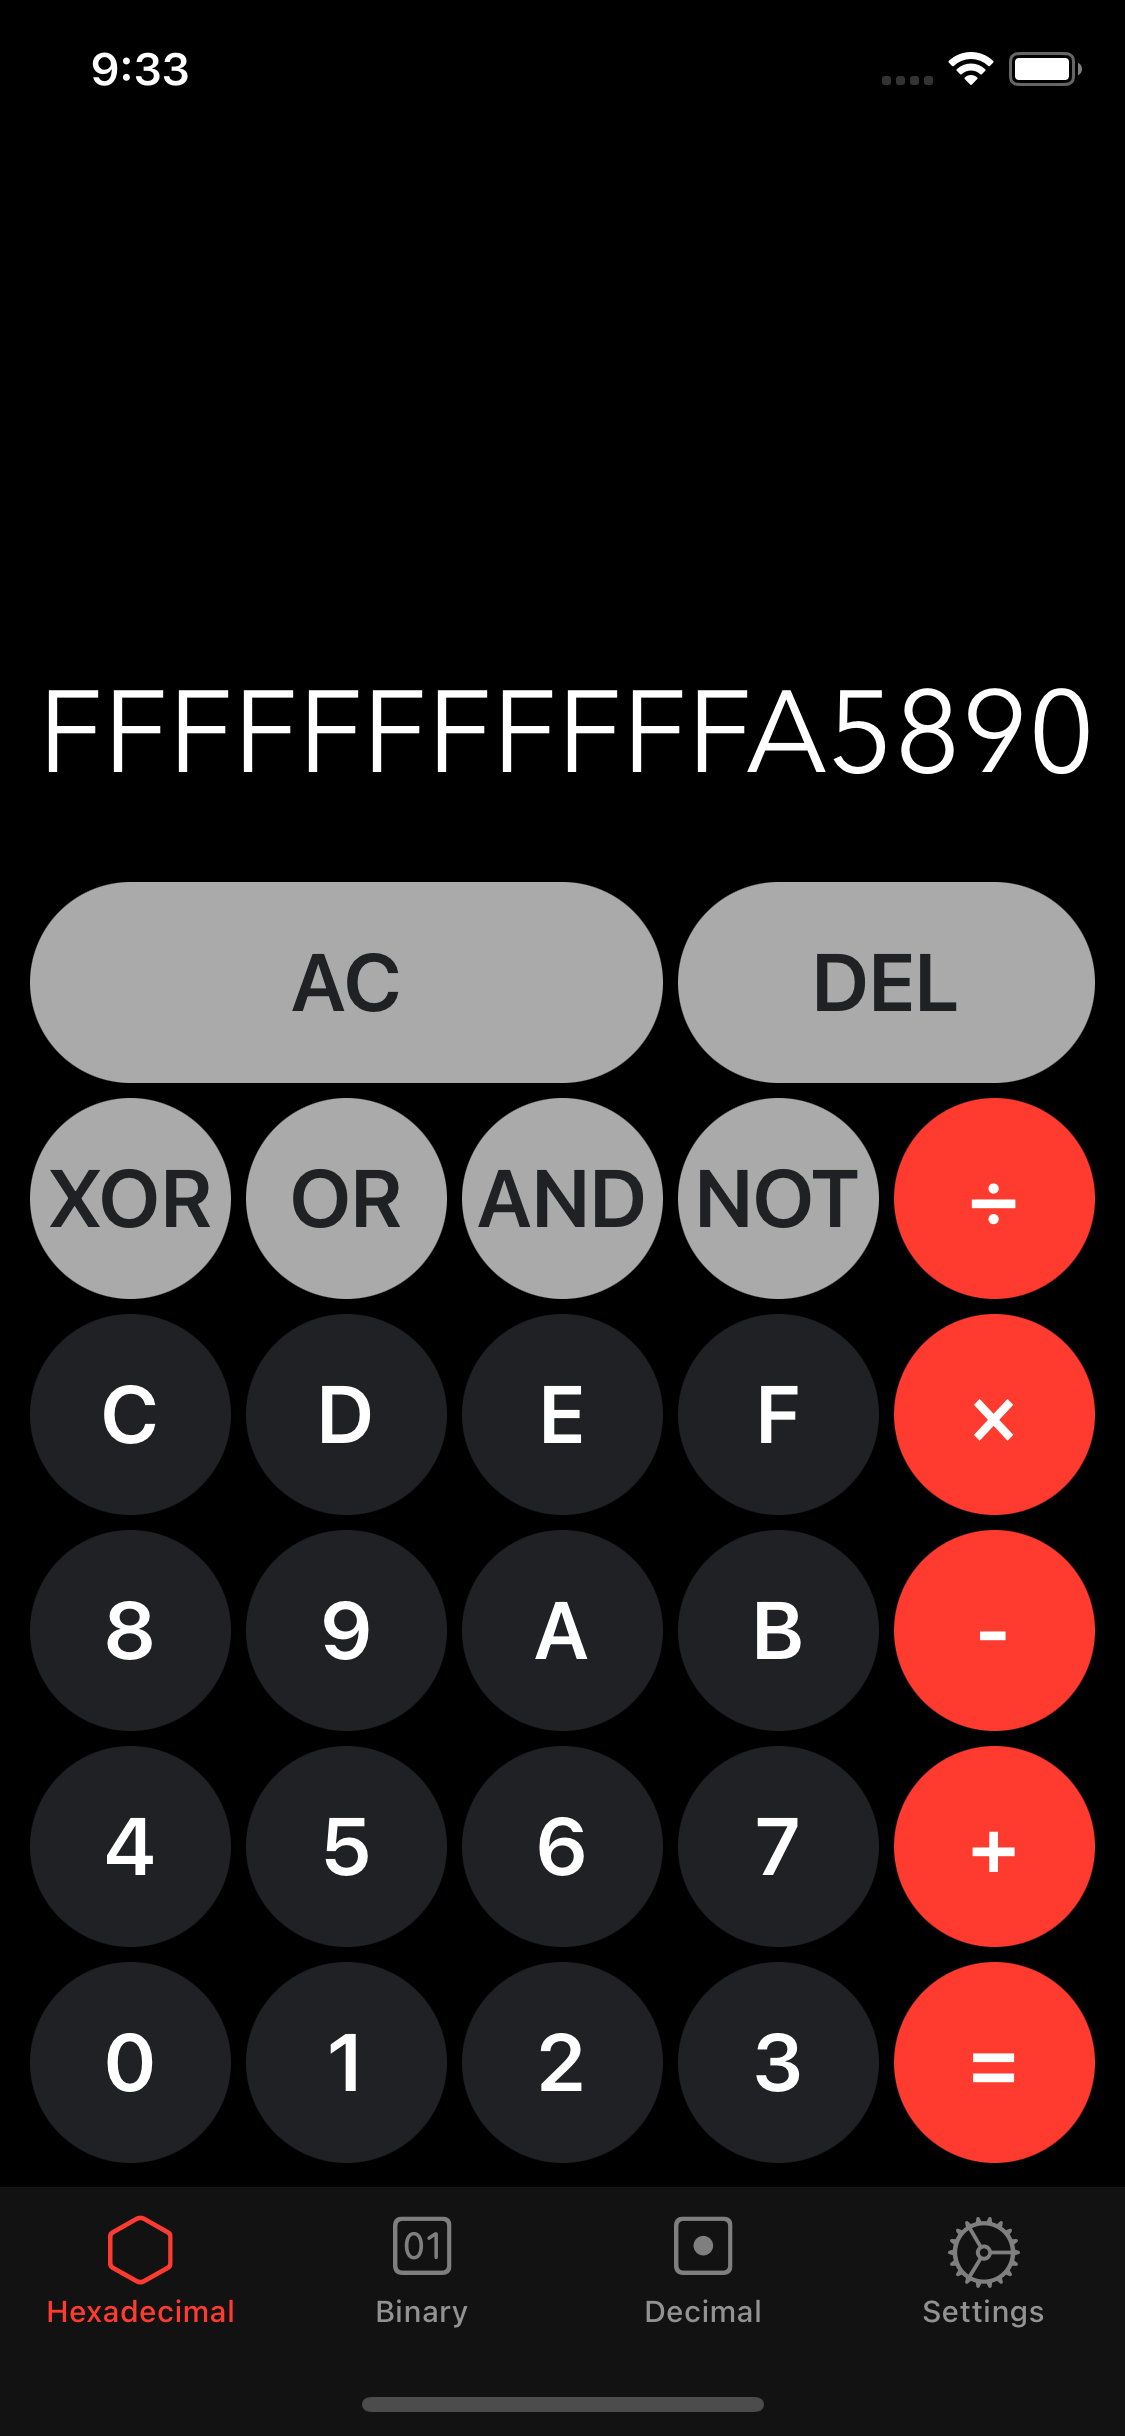 9:33
FFFFFFFFFFFA5890
AC DEL
XOR OR AND NOT ÷
C D E F ×
8 9 A B -
4 5 6 7 +
0 1 2 3 =
01
Hexadecimal Binary Decimal Settings